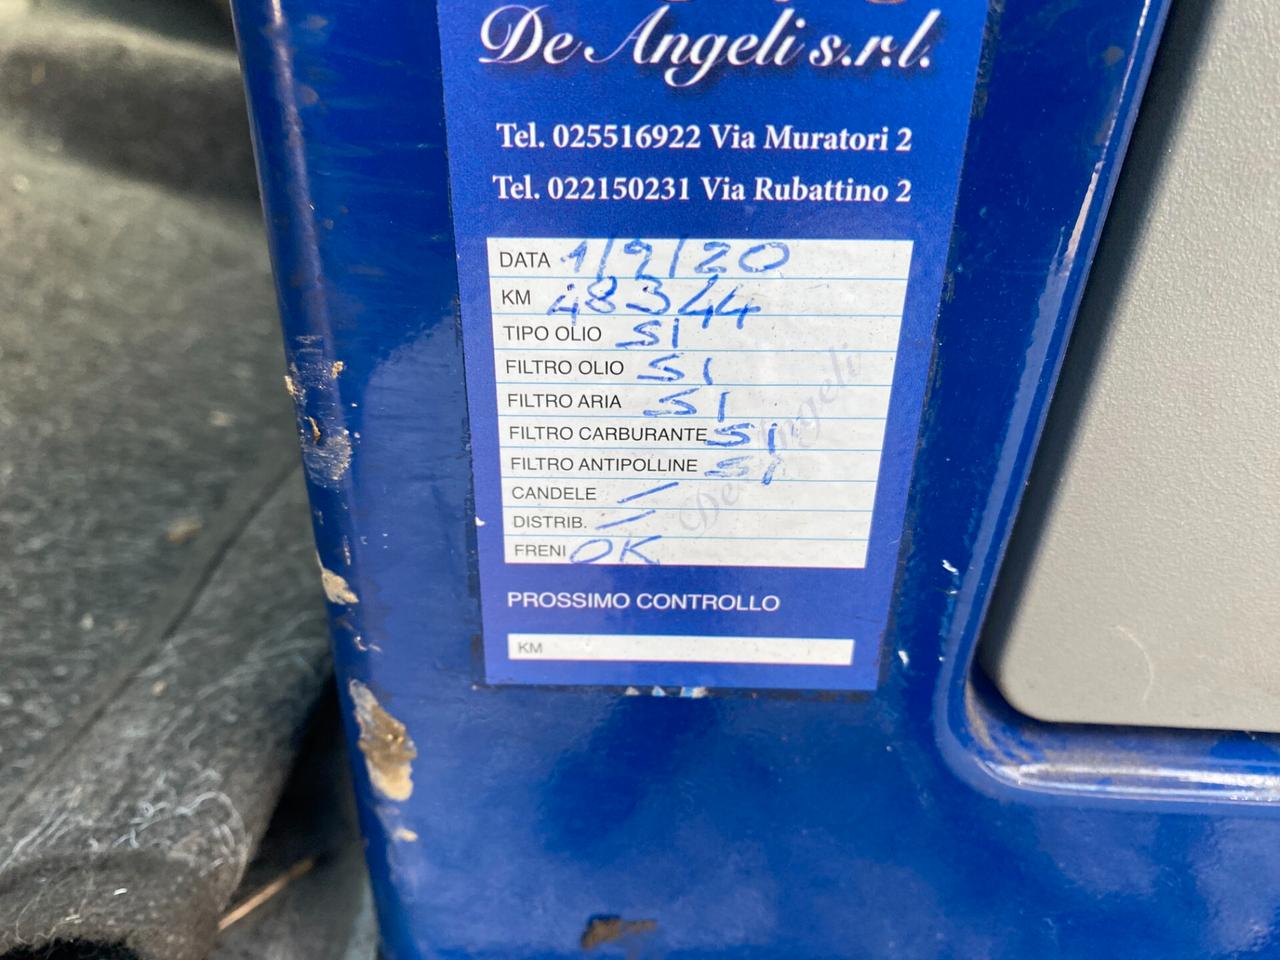 De Angeli s.r.l.
Tel. 025516922 Via Muratori 2
Tel. 022150231 Via Rubattino 2
DATA 1/9/20
KM 48344
TIPO OLIO SI
FILTRO OLIO SI
FILTRO ARIA SI
FILTRO CARBURANTE SI
FILTRO ANTIPOLLINE SI
CANDELE —
DISTRIB. —
FRENI OK
De Angeli
PROSSIMO CONTROLLO
KM